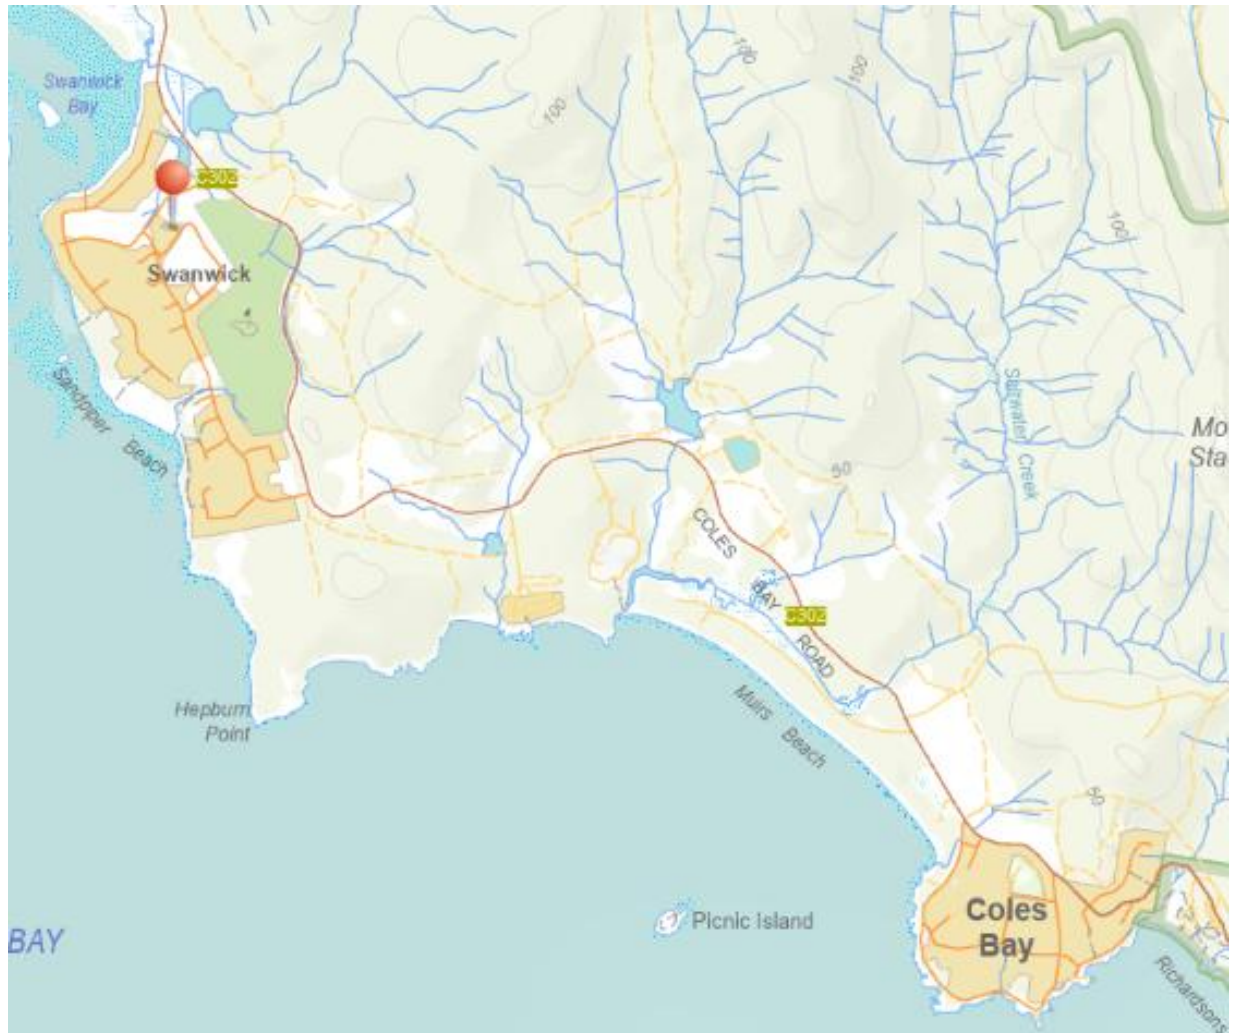 Swanwick
Bay
100
100
100
C302
100
Swanwick
Saltwater Creek
Sandpiper Beach
Mo
Sta
50
COLES BAY ROAD
C302
Hepburn
Point
Muirs Beach
50
Coles
Bay
Picnic Island
BAY
Richardsons